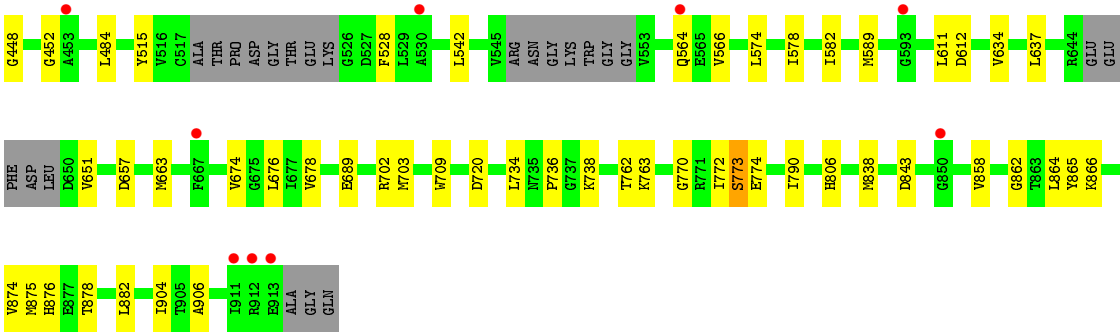 G448 G452 A453 L484 Y515 V516 C517 ALA THR PRO ASP GLY THR GLU LYS G526 D527 F528 L529 A530 L542 V545 ARG ASN GLY LYS TRP GLY GLY V553 Q564 E565 V566 L574 I578 I582 M589 G593 L611 D612 V634 L637 R644 GLU GLU
PHE ASP LEU D650 V651 D657 M663 F667 V674 G675 L676 I677 V678 E689 R702 M703 W709 D720 L734 N735 P736 G737 K738 T762 K763 G770 R771 I772 S773 E774 I790 H806 M838 D843 G850 V858 G862 T863 L864 Y865 K866
V874 M875 H876 E877 T878 L882 I904 T905 A906 I911 R912 E913 ALA GLY GLN